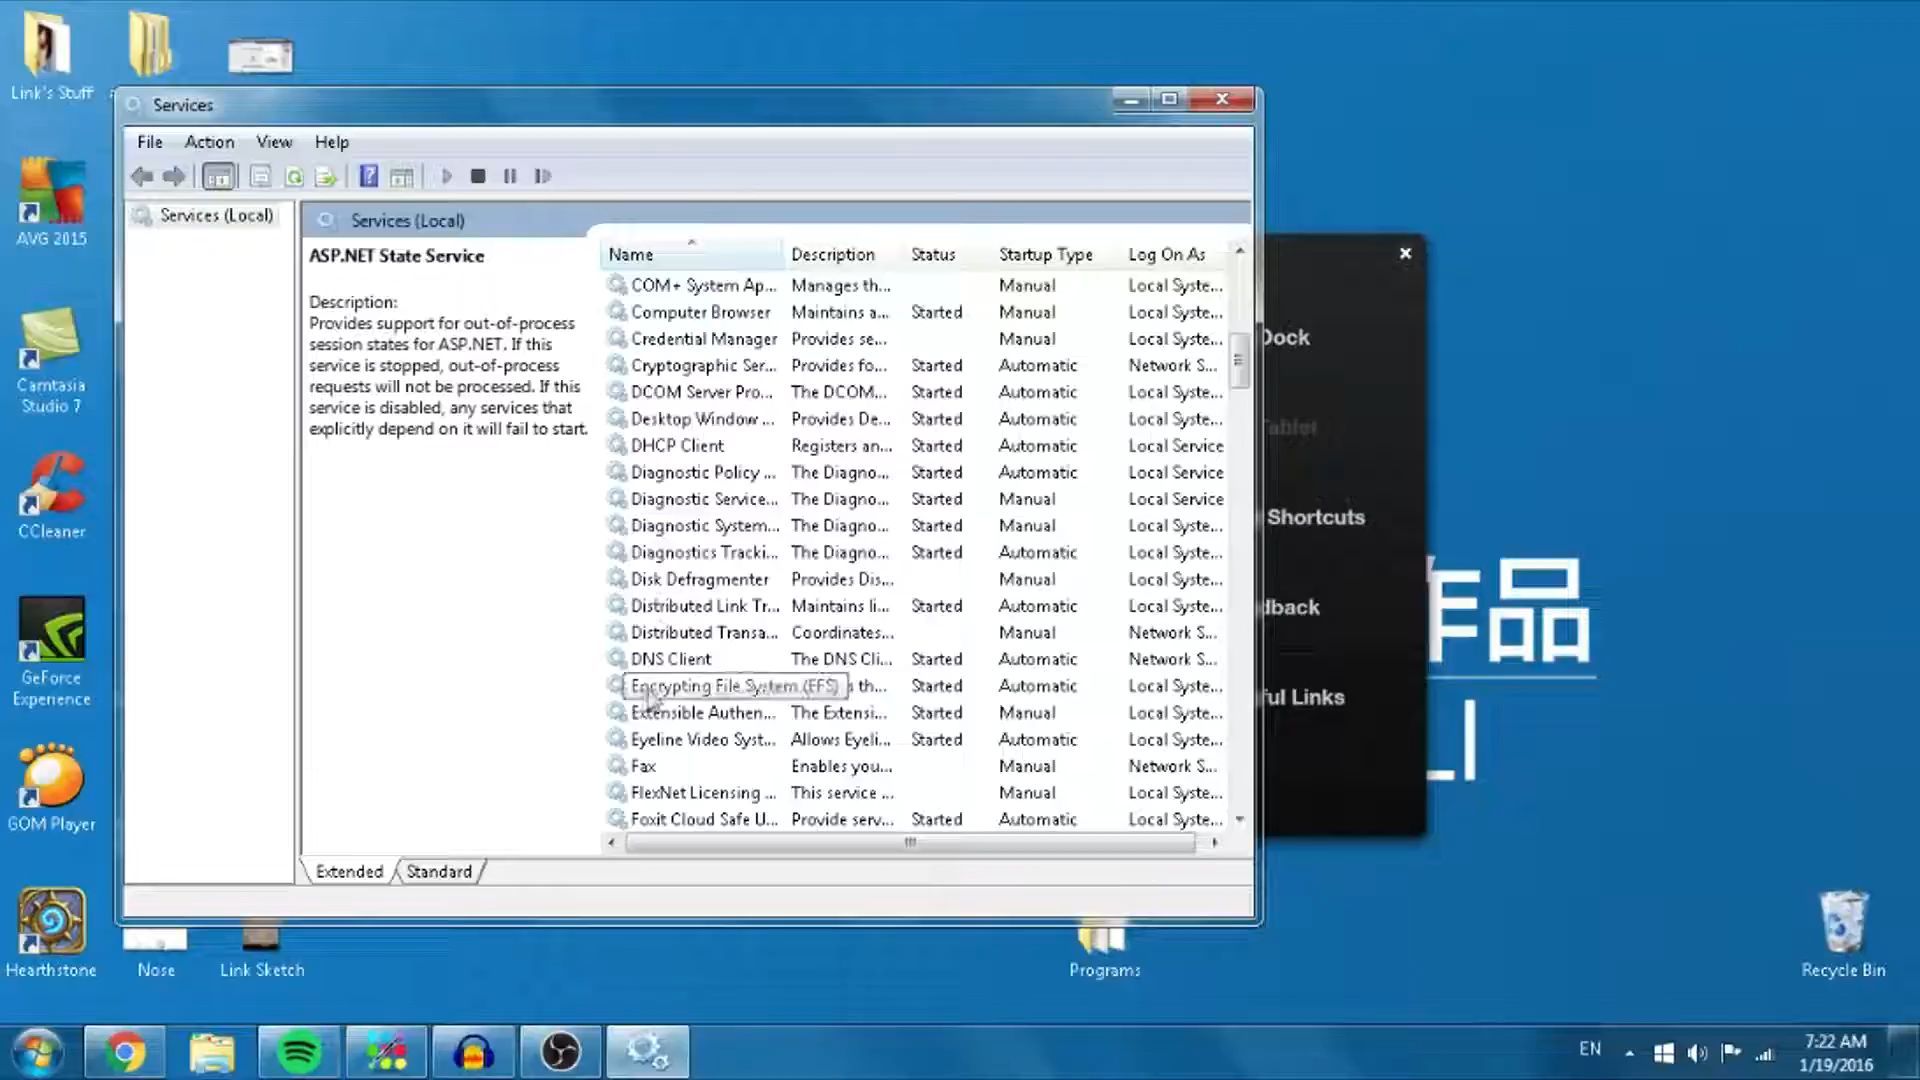 Link's Stuff
Services
File Action View Help
Services (Local)
Services (Local)
ASP.NET State Service
Description:
Provides support for out-of-process
session states for ASP.NET. If this
service is stopped, out-of-process
requests will not be processed. If this
service is disabled, any services that
explicitly depend on it will fail to start.
Name Description Status Startup Type Log On As
COM+ System Ap... Manages th... Manual Local Syste...
Computer Browser Maintains a... Started Manual Local Syste...
Credential Manager Provides se... Manual Local Syste...
Cryptographic Ser... Provides fo... Started Automatic Network S...
DCOM Server Pro... The DCOM... Started Automatic Local Syste...
Desktop Window ... Provides De... Started Automatic Local Syste...
DHCP Client Registers an... Started Automatic Local Service
Diagnostic Policy ... The Diagno... Started Automatic Local Service
Diagnostic Service... The Diagno... Started Manual Local Service
Diagnostic System... The Diagno... Started Manual Local Syste...
Diagnostics Tracki... The Diagno... Started Automatic Local Syste...
Disk Defragmenter Provides Dis... Manual Local Syste...
Distributed Link Tr... Maintains li... Started Automatic Local Syste...
Distributed Transa... Coordinates... Manual Network S...
DNS Client The DNS Cli... Started Automatic Network S...
Encrypting File System (EFS) s th... Started Automatic Local Syste...
Extensible Authen... The Extensi... Started Manual Local Syste...
Eyeline Video Syst... Allows Eyeli... Started Automatic Local Syste...
Fax Enables you... Manual Network S...
FlexNet Licensing ... This service ... Manual Local Syste...
Foxit Cloud Safe U... Provide serv... Started Automatic Local Syste...
Extended Standard
Dock
Tablet
Shortcuts
dback
ful Links
作品
AVG 2015
Camtasia
Studio 7
CCleaner
GeForce
Experience
GOM Player
Hearthstone
Nose
Link Sketch
Programs
Recycle Bin
EN
7:22 AM
1/19/2016